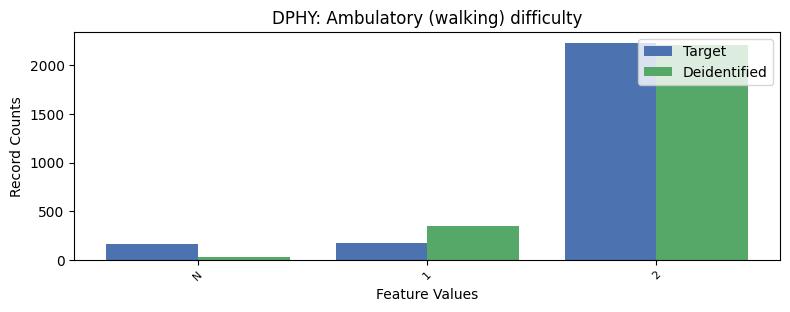 DPHY: Ambulatory (walking) difficulty
Target
Deidentified
Record Counts
2000
1500
1000
500
0
N
1
2
Feature Values